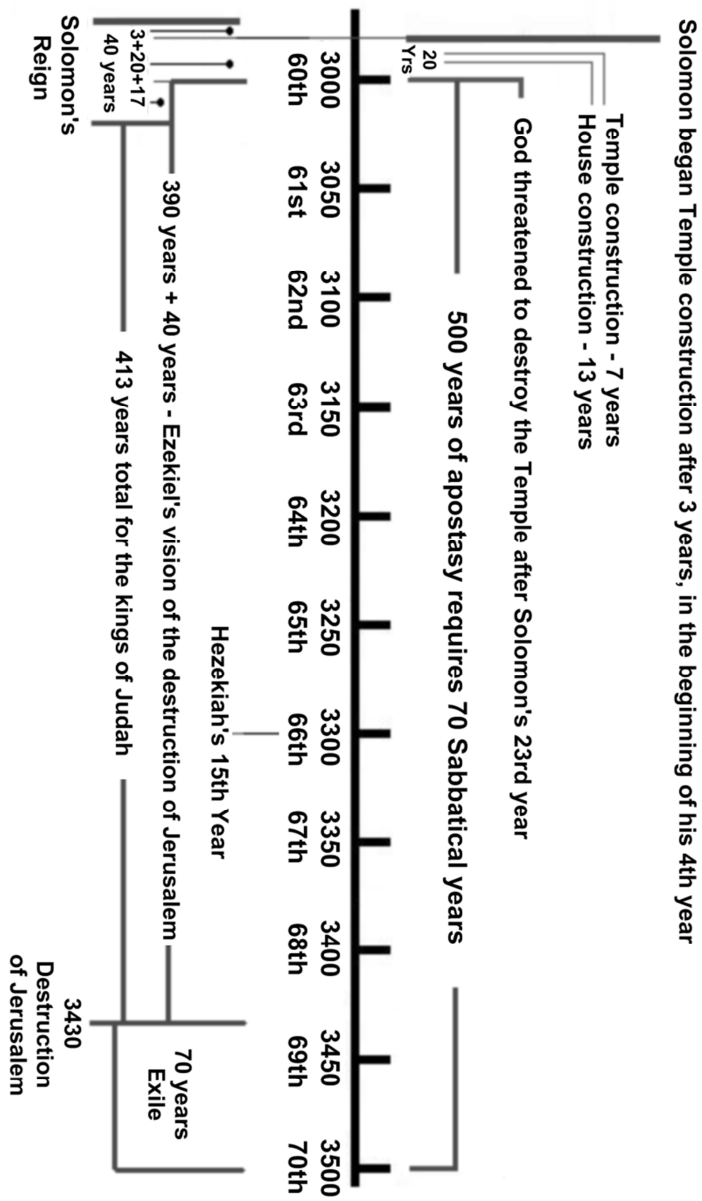 Solomon began Temple construction after 3 years, in the beginning of his 4th year
Temple construction - 7 years
House construction - 13 years
20
Yrs
God threatened to destroy the Temple after Solomon's 23rd year
500 years of apostasy requires 70 Sabbatical years
3000 3050 3100 3150 3200 3250 3300 3350 3400 3450 3500
60th 61st 62nd 63rd 64th 65th 66th 67th 68th 69th 70th
Hezekiah's 15th Year
390 years + 40 years - Ezekiel's vision of the destruction of Jerusalem
70 years
Exile
3+20+17
40 years
413 years total for the kings of Judah
Solomon's
Reign
3430
Destruction
of Jerusalem